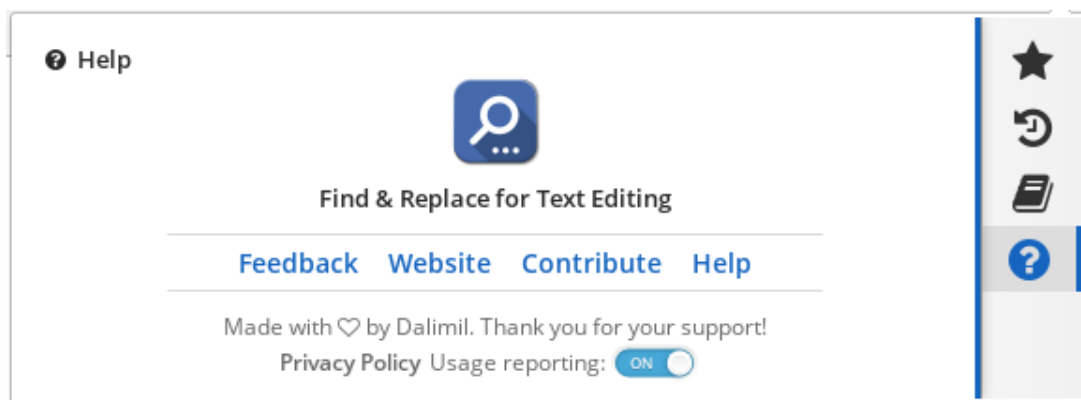 Help
Find & Replace for Text Editing
Feedback Website Contribute Help
Made with ♡ by Dalimil. Thank you for your support!
Privacy Policy Usage reporting: ON